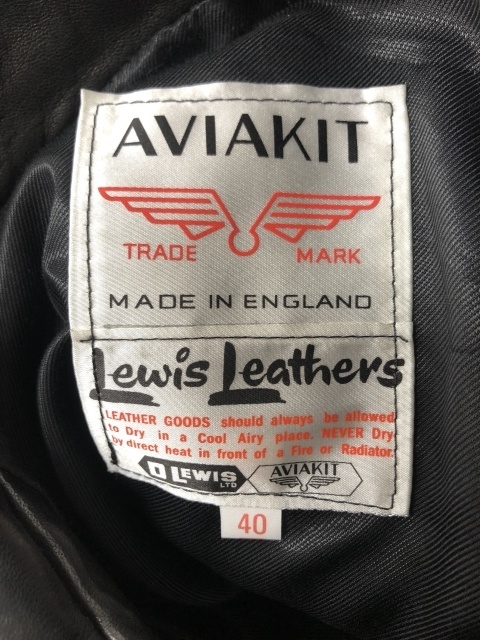 AVIAKIT
TRADE MARK
MADE IN ENGLAND
Lewis Leathers
LEATHER GOODS should always be allowed
to Dry in a Cool Airy place. NEVER Dry
by direct heat in front of a Fire or Radiator.
D LEWIS LTD AVIAKIT
40